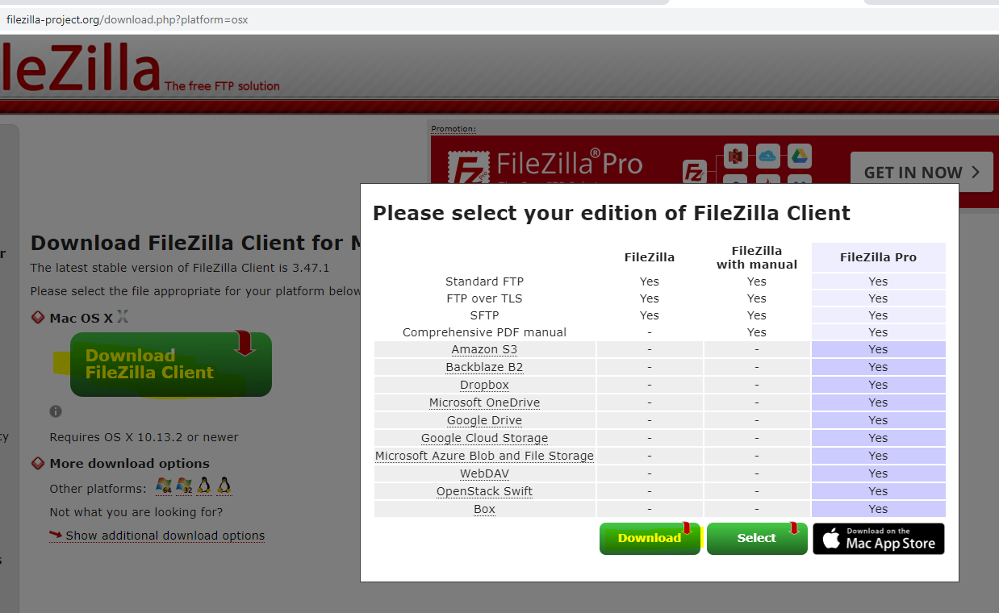 filezilla-project.org/download.php?platform=osx
leZilla The free FTP solution
Promotion:
FileZilla® Pro
GET IN NOW
Download FileZilla Client for M
The latest stable version of FileZilla Client is 3.47.1
Please select the file appropriate for your platform below
Mac OS X
Download
FileZilla Client
Requires OS X 10.13.2 or newer
More download options
Other platforms: 64 32
Not what you are looking for?
Show additional download options
Please select your edition of FileZilla Client
FileZilla FileZilla with manual FileZilla Pro
Standard FTP Yes Yes Yes
FTP over TLS Yes Yes Yes
SFTP Yes Yes Yes
Comprehensive PDF manual - Yes Yes
Amazon S3 - - Yes
Backblaze B2 - - Yes
Dropbox - - Yes
Microsoft OneDrive - - Yes
Google Drive - - Yes
Google Cloud Storage - - Yes
Microsoft Azure Blob and File Storage - - Yes
WebDAV - - Yes
OpenStack Swift - - Yes
Box - - Yes
Download Select Download on the Mac App Store